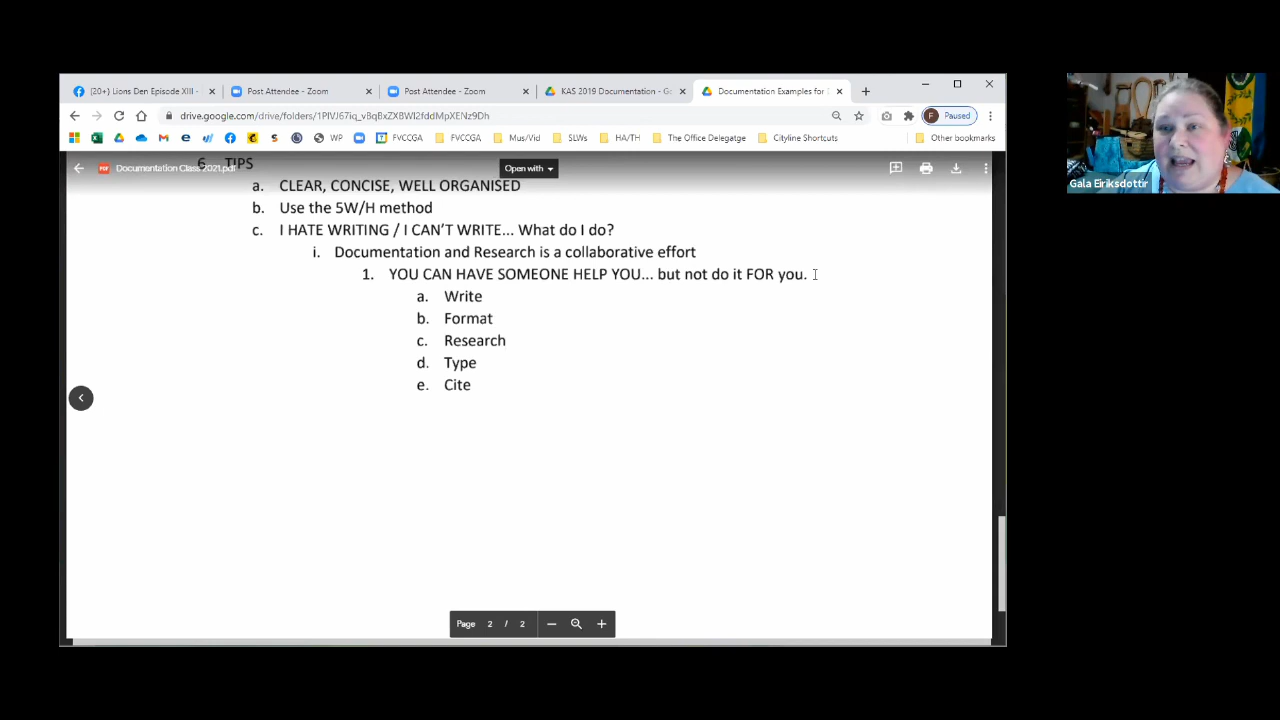 (20+) Lions Den Episode XIII -
Post Attendee - Zoom
Post Attendee - Zoom
KAS 2019 Documentation - Go
Documentation Examples for
drive.google.com/drive/folders/1PIVJ67iq_vBqBxZXBWI2fddMpXENz9Dh
Paused
FVCCGA
FVCCGA
Mus/Vid
SLWs
HA/TH
The Office Delegatge
Cityline Shortcuts
Other bookmarks
WP
6. TIPS
Documentation Class 2021.pdf
Open with
a. CLEAR, CONCISE, WELL ORGANISED
b. Use the 5W/H method
c. I HATE WRITING / I CAN'T WRITE... What do I do?
i. Documentation and Research is a collaborative effort
1. YOU CAN HAVE SOMEONE HELP YOU... but not do it FOR you.
a. Write
b. Format
c. Research
d. Type
e. Cite
Page 2 / 2
Gala Eiriksdottir